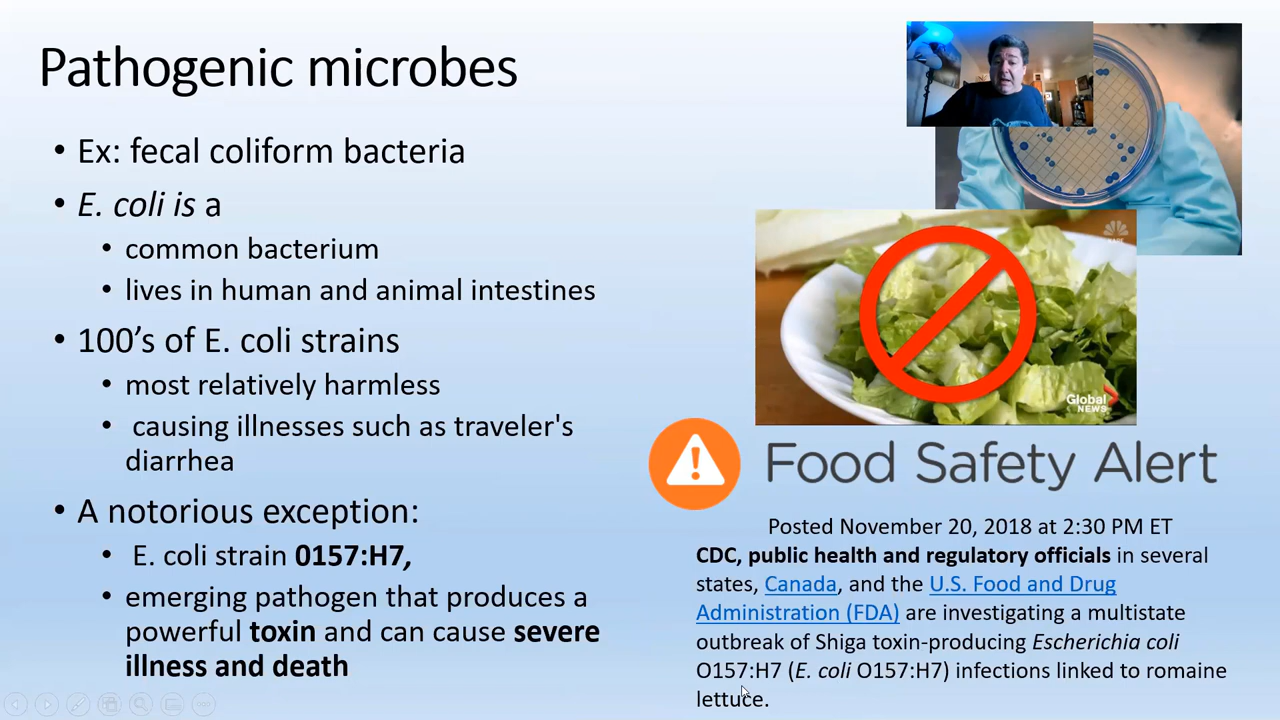 Pathogenic microbes
• Ex: fecal coliform bacteria
• E. coli is a
• common bacterium
• lives in human and animal intestines
• 100’s of E. coli strains
• most relatively harmless
• causing illnesses such as traveler's
diarrhea
• A notorious exception:
• E. coli strain 0157:H7,
• emerging pathogen that produces a
powerful toxin and can cause severe
illness and death
Global
NEWS
Food Safety Alert
Posted November 20, 2018 at 2:30 PM ET
CDC, public health and regulatory officials in several
states, Canada, and the U.S. Food and Drug
Administration (FDA) are investigating a multistate
outbreak of Shiga toxin-producing Escherichia coli
O157:H7 (E. coli O157:H7) infections linked to romaine
lettuce.